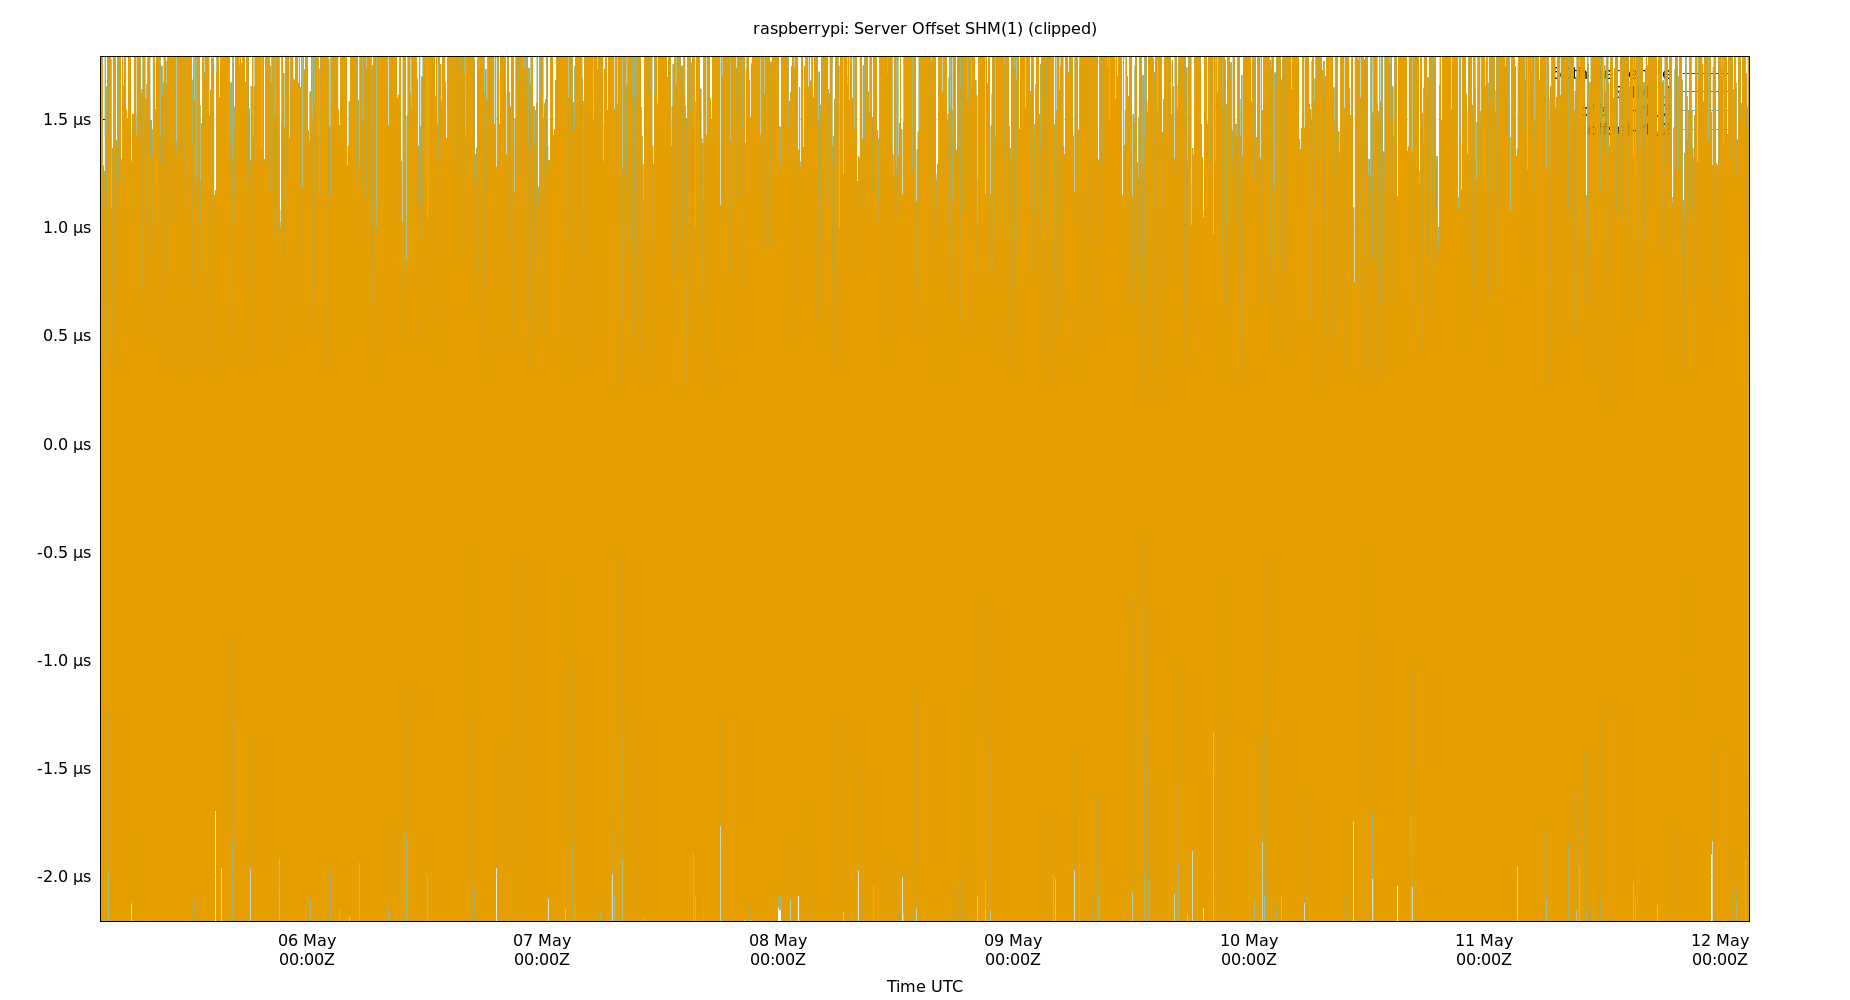 raspberrypi: Server Offset SHM(1) (clipped)
1.5 µs
1.0 µs
0.5 µs
0.0 µs
-0.5 µs
-1.0 µs
-1.5 µs
-2.0 µs
06 May 07 May 08 May 09 May 10 May 11 May 12 May
00:00Z 00:00Z 00:00Z 00:00Z 00:00Z 00:00Z 00:00Z
Time UTC